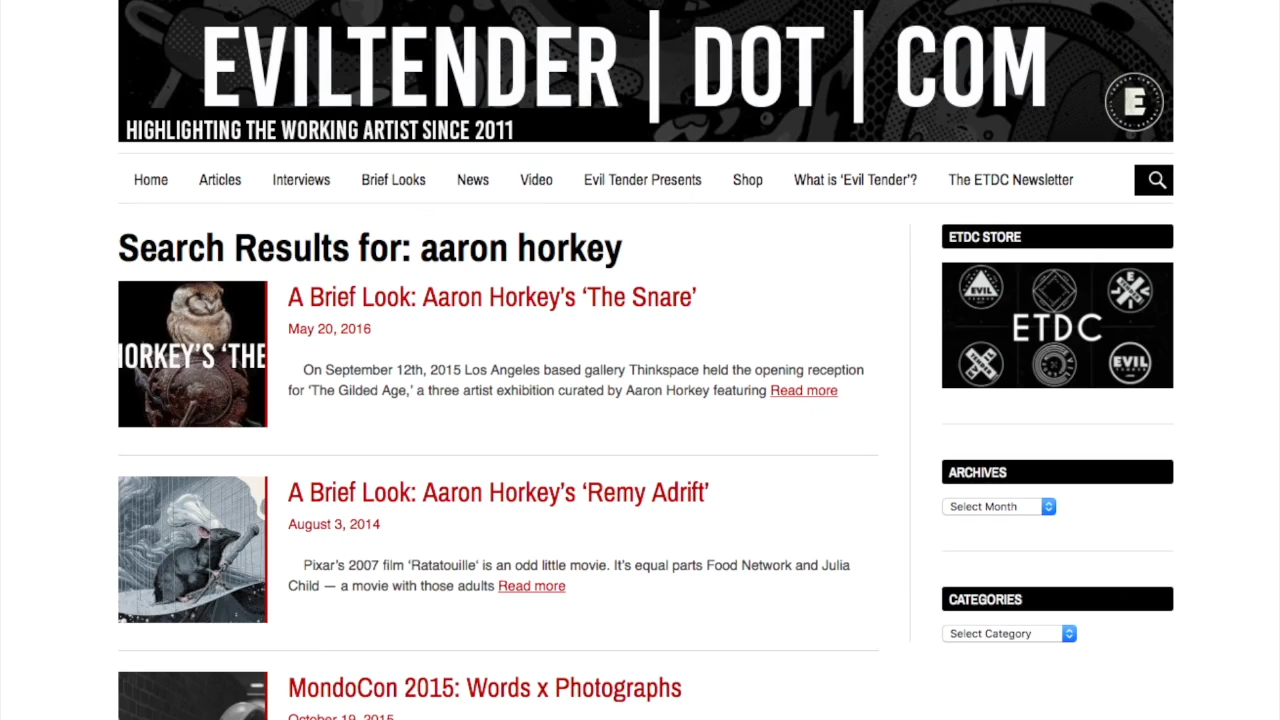 EVILTENDER | DOT | COM
HIGHLIGHTING THE WORKING ARTIST SINCE 2011
E
Home Articles Interviews Brief Looks News Video Evil Tender Presents Shop What is ‘Evil Tender’? The ETDC Newsletter
Search Results for: aaron horkey
HORKEY'S 'THE
A Brief Look: Aaron Horkey’s ‘The Snare’
May 20, 2016
On September 12th, 2015 Los Angeles based gallery Thinkspace held the opening reception
for ‘The Gilded Age,’ a three artist exhibition curated by Aaron Horkey featuring Read more
A Brief Look: Aaron Horkey’s ‘Remy Adrift’
August 3, 2014
Pixar’s 2007 film ‘Ratatouille‘ is an odd little movie. It’s equal parts Food Network and Julia
Child — a movie with those adults Read more
MondoCon 2015: Words x Photographs
October 19, 2015
ETDC STORE
EVIL
ETDC
EVIL
ARCHIVES
Select Month
CATEGORIES
Select Category